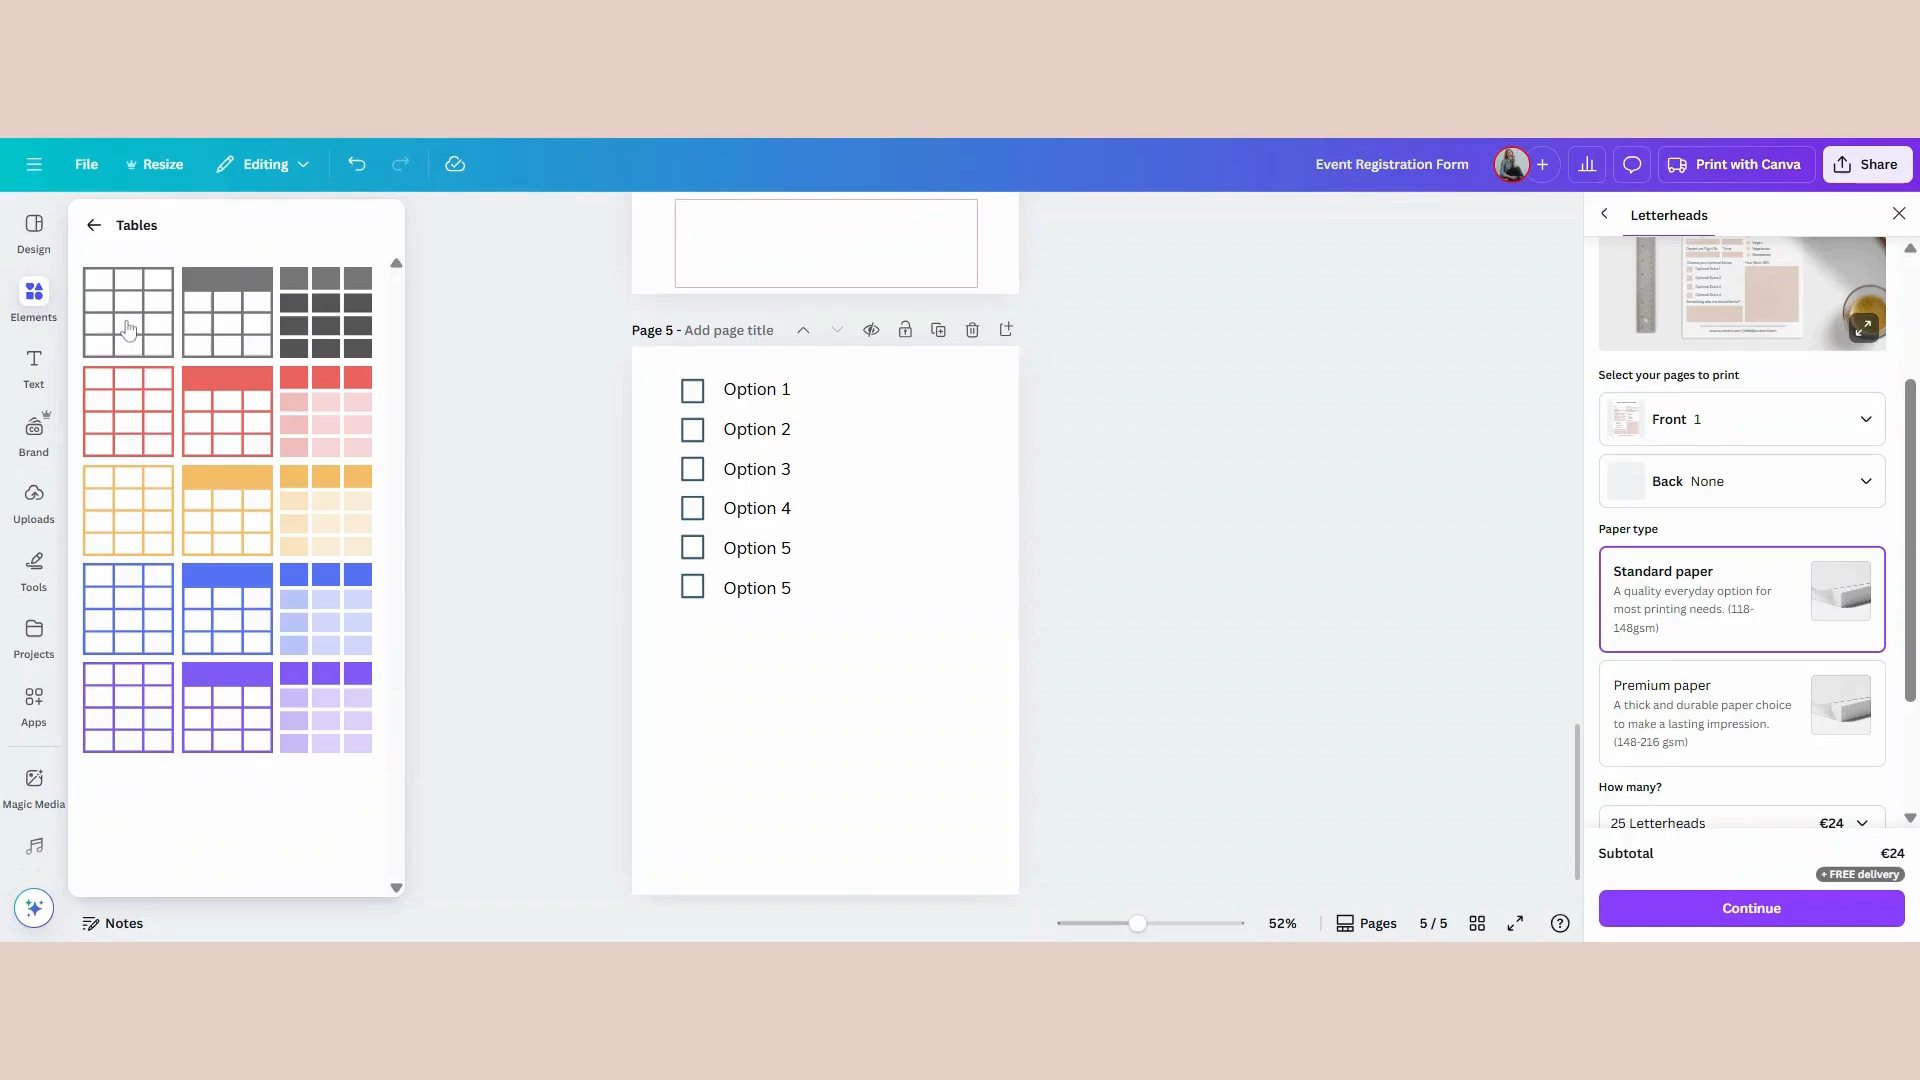 File
Resize
Editing
Event Registration Form
Print with Canva
Share
Design
Elements
Text
Brand
Uploads
Tools
Projects
Apps
Magic Media
Tables
Notes
Page 5 - Add page title
Option 1
Option 2
Option 3
Option 4
Option 5
Option 5
52%
Pages
5 / 5
Letterheads
Select your pages to print
Front 1
Back None
Paper type
Standard paper
A quality everyday option for
most printing needs. (118-
148gsm)
Premium paper
A thick and durable paper choice
to make a lasting impression.
(148-216 gsm)
How many?
25 Letterheads €24
Subtotal €24
+ FREE delivery
Continue